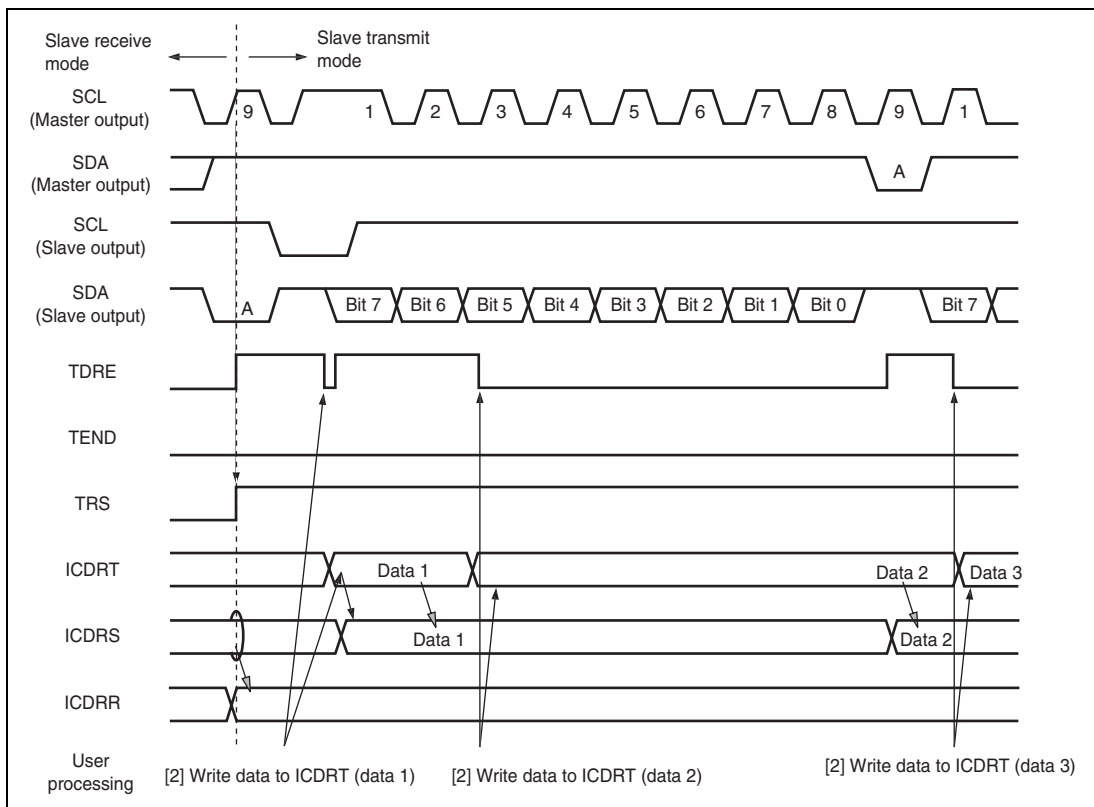 Slave receive
mode
Slave transmit
mode
SCL
(Master output)
9 1 2 3 4 5 6 7 8 9 1
SDA
(Master output)
A
SCL
(Slave output)
SDA
(Slave output)
A Bit 7 Bit 6 Bit 5 Bit 4 Bit 3 Bit 2 Bit 1 Bit 0 Bit 7
TDRE
TEND
TRS
ICDRT
Data 1 Data 2 Data 3
ICDRS
Data 1 Data 2
ICDRR
User
processing
[2] Write data to ICDRT (data 1) [2] Write data to ICDRT (data 2) [2] Write data to ICDRT (data 3)